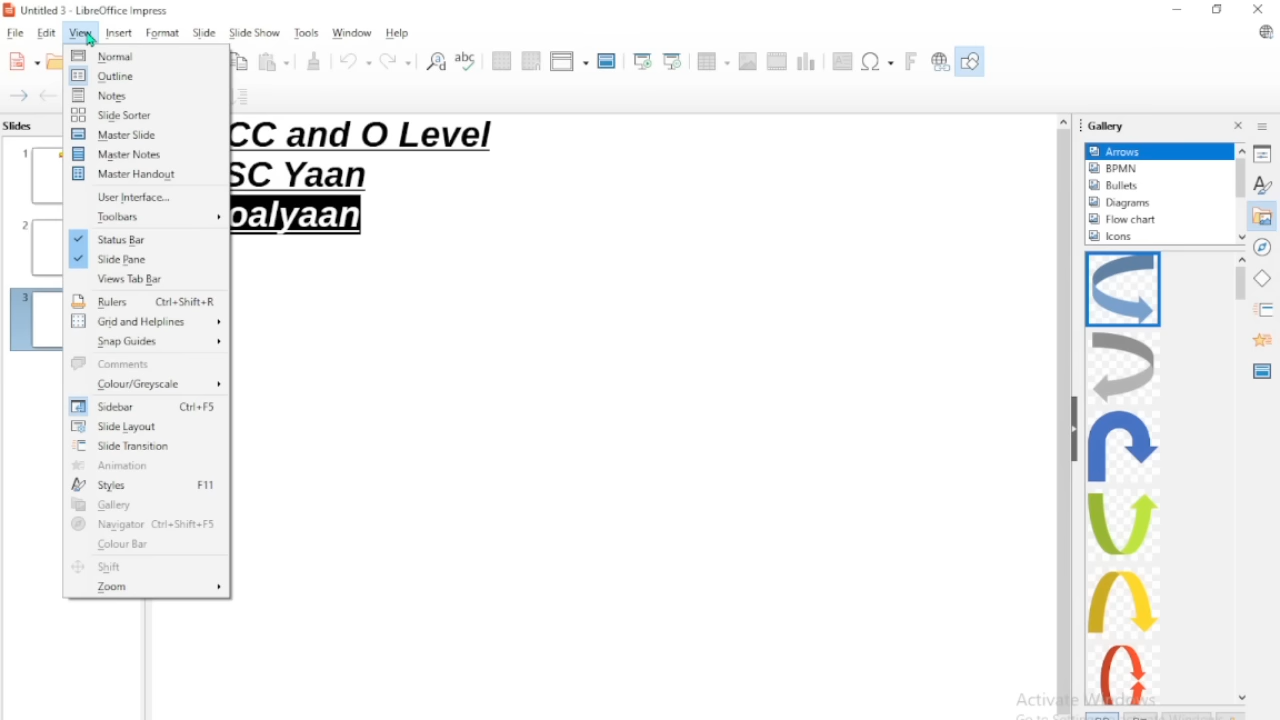 Untitled 3 - LibreOffice Impress
File Edit View Insert Format Slide Slide Show Tools Window Help
Normal
Outline
Notes
Slide Sorter
Master Slide
Master Notes
Master Handout
User Interface...
Toolbars
Status Bar
Slide Pane
Views Tab Bar
Rulers Ctrl+Shift+R
Grid and Helplines
Snap Guides
Comments
Colour/Greyscale
Sidebar Ctrl+F5
Slide Layout
Slide Transition
Animation
Styles F11
Gallery
Navigator Ctrl+Shift+F5
Colour Bar
Shift
Zoom
Slides
1
2
3
CC and O Level
SC Yaan
oalyaan
Gallery
Arrows
BPMN
Bullets
Diagrams
Flow chart
Icons
Activate Windows